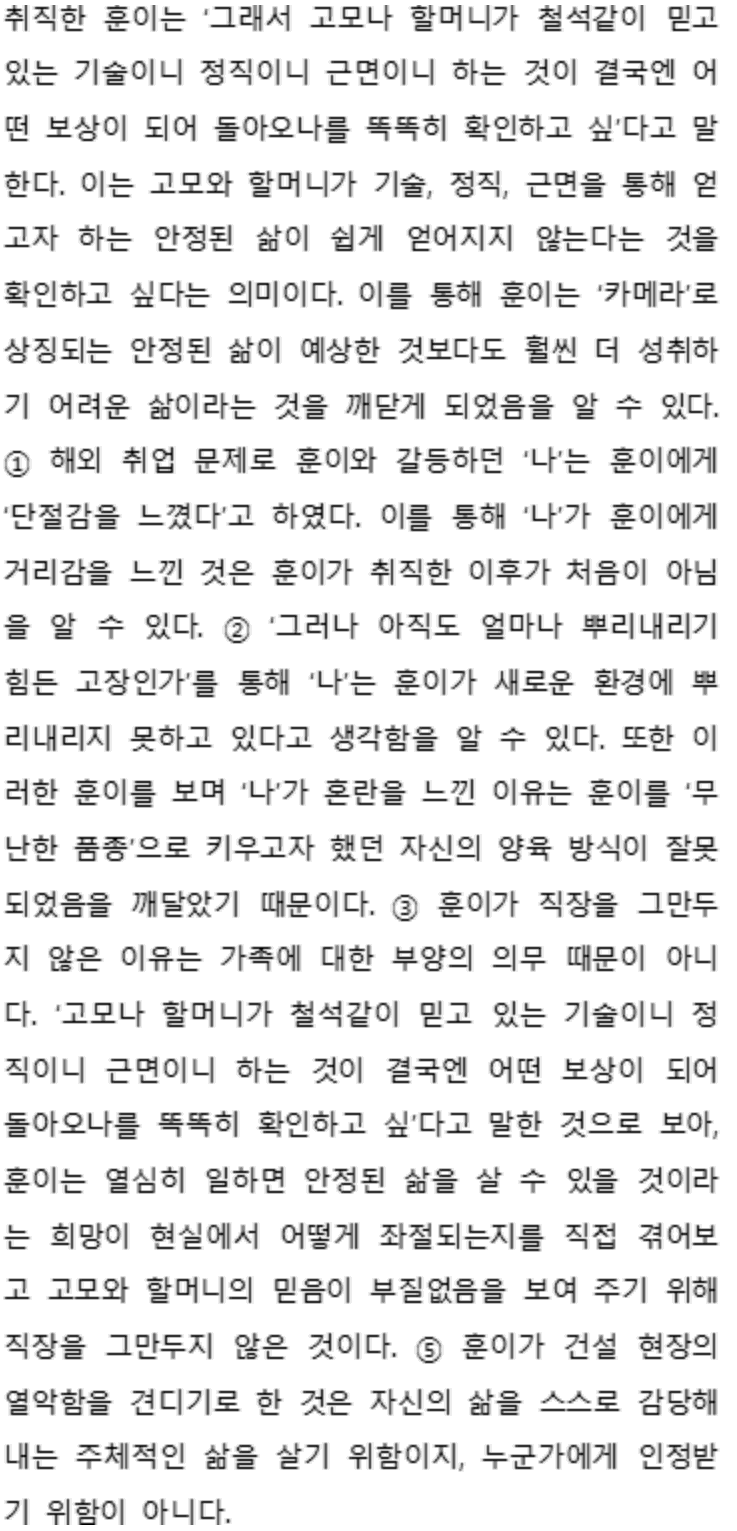 취직한 훈이는 ‘그래서 고모나 할머니가 철석같이 믿고
있는 기술이니 정직이니 근면이니 하는 것이 결국엔 어
떤 보상이 되어 돌아오나를 똑똑히 확인하고 싶’다고 말
한다. 이는 고모와 할머니가 기술, 정직, 근면을 통해 얻
고자 하는 안정된 삶이 쉽게 얻어지지 않는다는 것을
확인하고 싶다는 의미이다. 이를 통해 훈이는 ‘카메라’로
상징되는 안정된 삶이 예상한 것보다도 훨씬 더 성취하
기 어려운 삶이라는 것을 깨닫게 되었음을 알 수 있다.
① 해외 취업 문제로 훈이와 갈등하던 ‘나’는 훈이에게
‘단절감을 느꼈다’고 하였다. 이를 통해 ‘나’가 훈이에게
거리감을 느낀 것은 훈이가 취직한 이후가 처음이 아님
을 알 수 있다. ② ‘그러나 아직도 얼마나 뿌리내리기
힘든 고장인가’를 통해 ‘나’는 훈이가 새로운 환경에 뿌
리내리지 못하고 있다고 생각함을 알 수 있다. 또한 이
러한 훈이를 보며 ‘나’가 혼란을 느낀 이유는 훈이를 ‘무
난한 품종’으로 키우고자 했던 자신의 양육 방식이 잘못
되었음을 깨달았기 때문이다. ③ 훈이가 직장을 그만두
지 않은 이유는 가족에 대한 부양의 의무 때문이 아니
다. ‘고모나 할머니가 철석같이 믿고 있는 기술이니 정
직이니 근면이니 하는 것이 결국엔 어떤 보상이 되어
돌아오나를 똑똑히 확인하고 싶’다고 말한 것으로 보아,
훈이는 열심히 일하면 안정된 삶을 살 수 있을 것이라
는 희망이 현실에서 어떻게 좌절되는지를 직접 겪어보
고 고모와 할머니의 믿음이 부질없음을 보여 주기 위해
직장을 그만두지 않은 것이다. ⑤ 훈이가 건설 현장의
열악함을 견디기로 한 것은 자신의 삶을 스스로 감당해
내는 주체적인 삶을 살기 위함이지, 누군가에게 인정받
기 위함이 아니다.